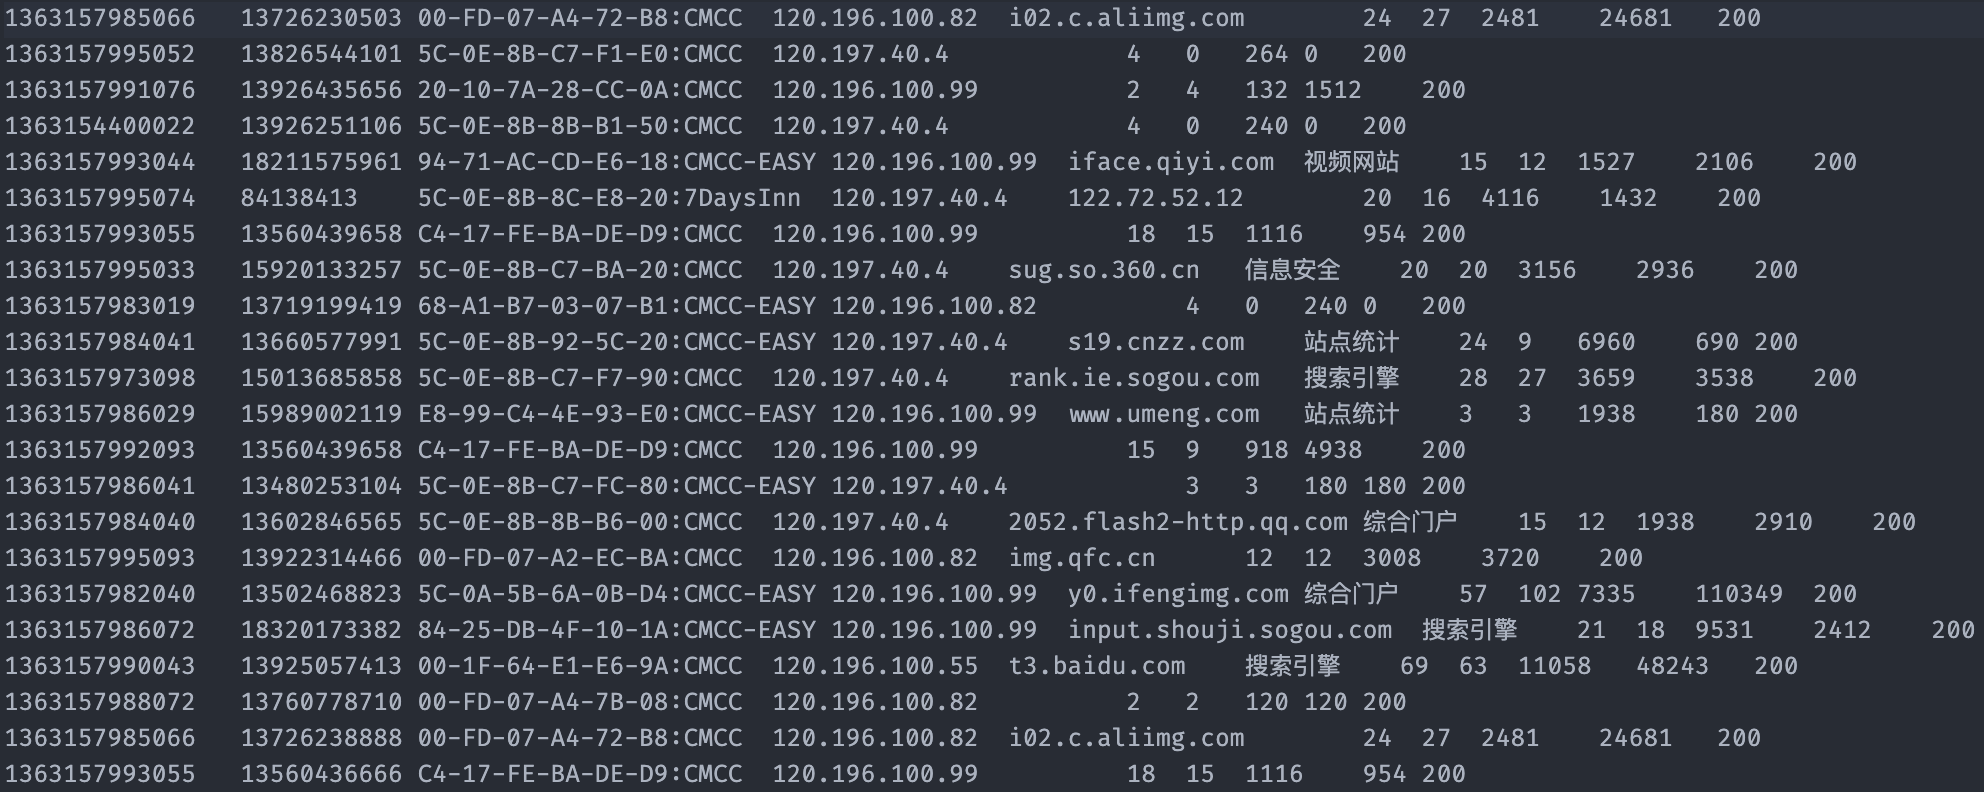 1363157985066 13726230503 00-FD-07-A4-72-B8:CMCC 120.196.100.82 i02.c.aliimg.com 24 27 2481 24681 200
1363157995052 13826544101 5C-0E-8B-C7-F1-E0:CMCC 120.197.40.4 4 0 264 0 200
1363157991076 13926435656 20-10-7A-28-CC-0A:CMCC 120.196.100.99 2 4 132 1512 200
1363154400022 13926251106 5C-0E-8B-8B-B1-50:CMCC 120.197.40.4 4 0 240 0 200
1363157993044 18211575961 94-71-AC-CD-E6-18:CMCC-EASY 120.196.100.99 iface.qiyi.com 视频网站 15 12 1527 2106 200
1363157995074 84138413 5C-0E-8B-8C-E8-20:7DaysInn 120.197.40.4 122.72.52.12 20 16 4116 1432 200
1363157993055 13560439658 C4-17-FE-BA-DE-D9:CMCC 120.196.100.99 18 15 1116 954 200
1363157995033 15920133257 5C-0E-8B-C7-BA-20:CMCC 120.197.40.4 sug.so.360.cn 信息安全 20 20 3156 2936 200
1363157983019 13719199419 68-A1-B7-03-07-B1:CMCC-EASY 120.196.100.82 4 0 240 0 200
1363157984041 13660577991 5C-0E-8B-92-5C-20:CMCC-EASY 120.197.40.4 s19.cnzz.com 站点统计 24 9 6960 690 200
1363157973098 15013685858 5C-0E-8B-C7-F7-90:CMCC 120.197.40.4 rank.ie.sogou.com 搜索引擎 28 27 3659 3538 200
1363157986029 15989002119 E8-99-C4-4E-93-E0:CMCC-EASY 120.196.100.99 www.umeng.com 站点统计 3 3 1938 180 200
1363157992093 13560439658 C4-17-FE-BA-DE-D9:CMCC 120.196.100.99 15 9 918 4938 200
1363157986041 13480253104 5C-0E-8B-C7-FC-80:CMCC-EASY 120.197.40.4 3 3 180 180 200
1363157984040 13602846565 5C-0E-8B-8B-B6-00:CMCC 120.197.40.4 2052.flash2-http.qq.com 综合门户 15 12 1938 2910 200
1363157995093 13922314466 00-FD-07-A2-EC-BA:CMCC 120.196.100.82 img.qfc.cn 12 12 3008 3720 200
1363157982040 13502468823 5C-0A-5B-6A-0B-D4:CMCC-EASY 120.196.100.99 y0.ifengimg.com 综合门户 57 102 7335 110349 200
1363157986072 18320173382 84-25-DB-4F-10-1A:CMCC-EASY 120.196.100.99 input.shouji.sogou.com 搜索引擎 21 18 9531 2412 200
1363157990043 13925057413 00-1F-64-E1-E6-9A:CMCC 120.196.100.55 t3.baidu.com 搜索引擎 69 63 11058 48243 200
1363157988072 13760778710 00-FD-07-A4-7B-08:CMCC 120.196.100.82 2 2 120 120 200
1363157985066 13726238888 00-FD-07-A4-72-B8:CMCC 120.196.100.82 i02.c.aliimg.com 24 27 2481 24681 200
1363157993055 13560436666 C4-17-FE-BA-DE-D9:CMCC 120.196.100.99 18 15 1116 954 200